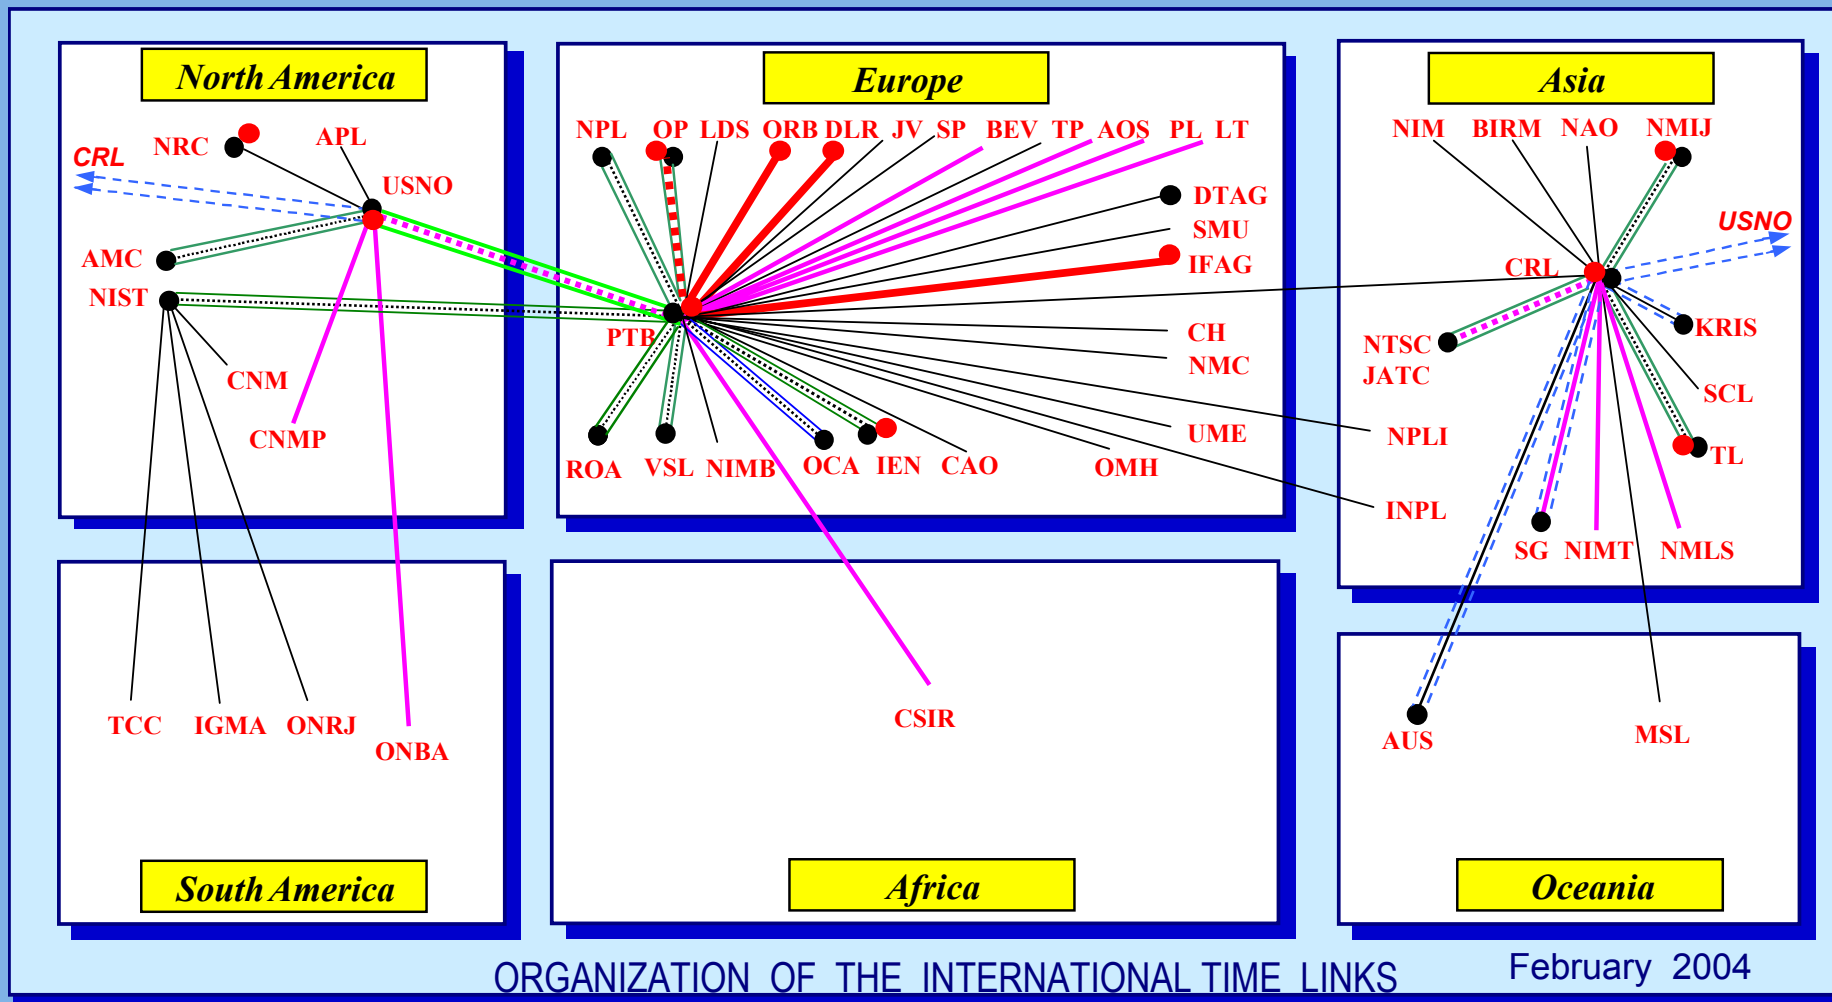 North America
NRC
APL
CRL
USNO
AMC
NIST
CNM
CNMP
Europe
NPL OP LDS ORB DLR JV SP BEV TP AOS PL LT
DTAG
SMU
IFAG
PTB
CH
NMC
UME
ROA VSL NIMB OCA IEN CAO OMH
Asia
NIM BIRM NAO NMIJ
USNO
CRL
NTSC
JATC
KRIS
SCL
NPLI
TL
INPL
SG NIMT NMLS
TCC IGMA ONRJ
ONBA
South America
CSIR
Africa
AUS
MSL
Oceania
ORGANIZATION OF THE INTERNATIONAL TIME LINKS
February 2004